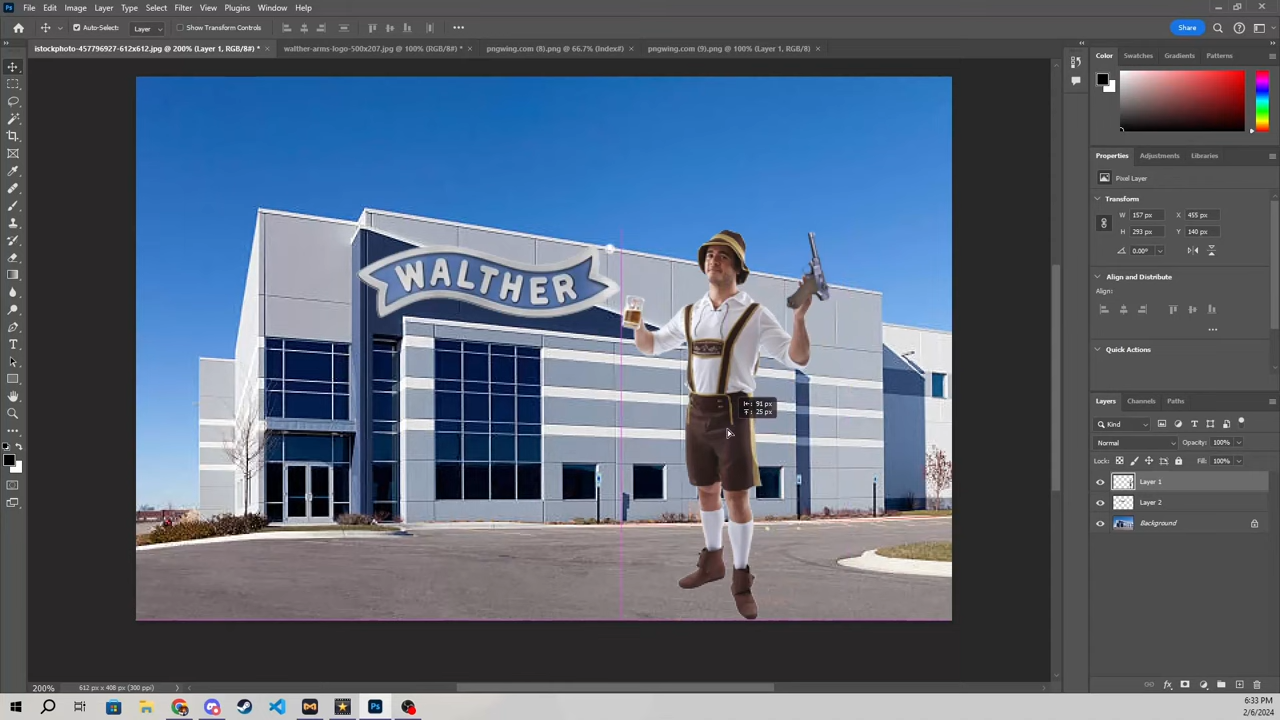 File Edit Image Layer Type Select Filter View Plugins Window Help
Auto-Select: Layer Show Transform Controls Share
istockphoto-457796927-612x612.jpg @ 200% (Layer 1, RGB/8#) * × walther-arms-logo-500x207.jpg @ 100% (RGB/8#) * × pngwing.com (8).png @ 66.7% (Index#) × pngwing.com (9).png @ 100% (Layer 1, RGB/8) ×
Color Swatches Gradients Patterns
Properties Adjustments Libraries
Pixel Layer
Transform
W: 157 px X: 455 px
H: 293 px Y: 140 px
0.00°
Align and Distribute
Align:
Quick Actions
WALTHER
91 px
25 px
Layers Channels Paths
Kind
Normal Opacity: 100%
Lock: Fill: 100%
Layer 1
Layer 2
Background
200% 612 px x 408 px (300 ppi)
Ps
6:33 PM
2/6/2024